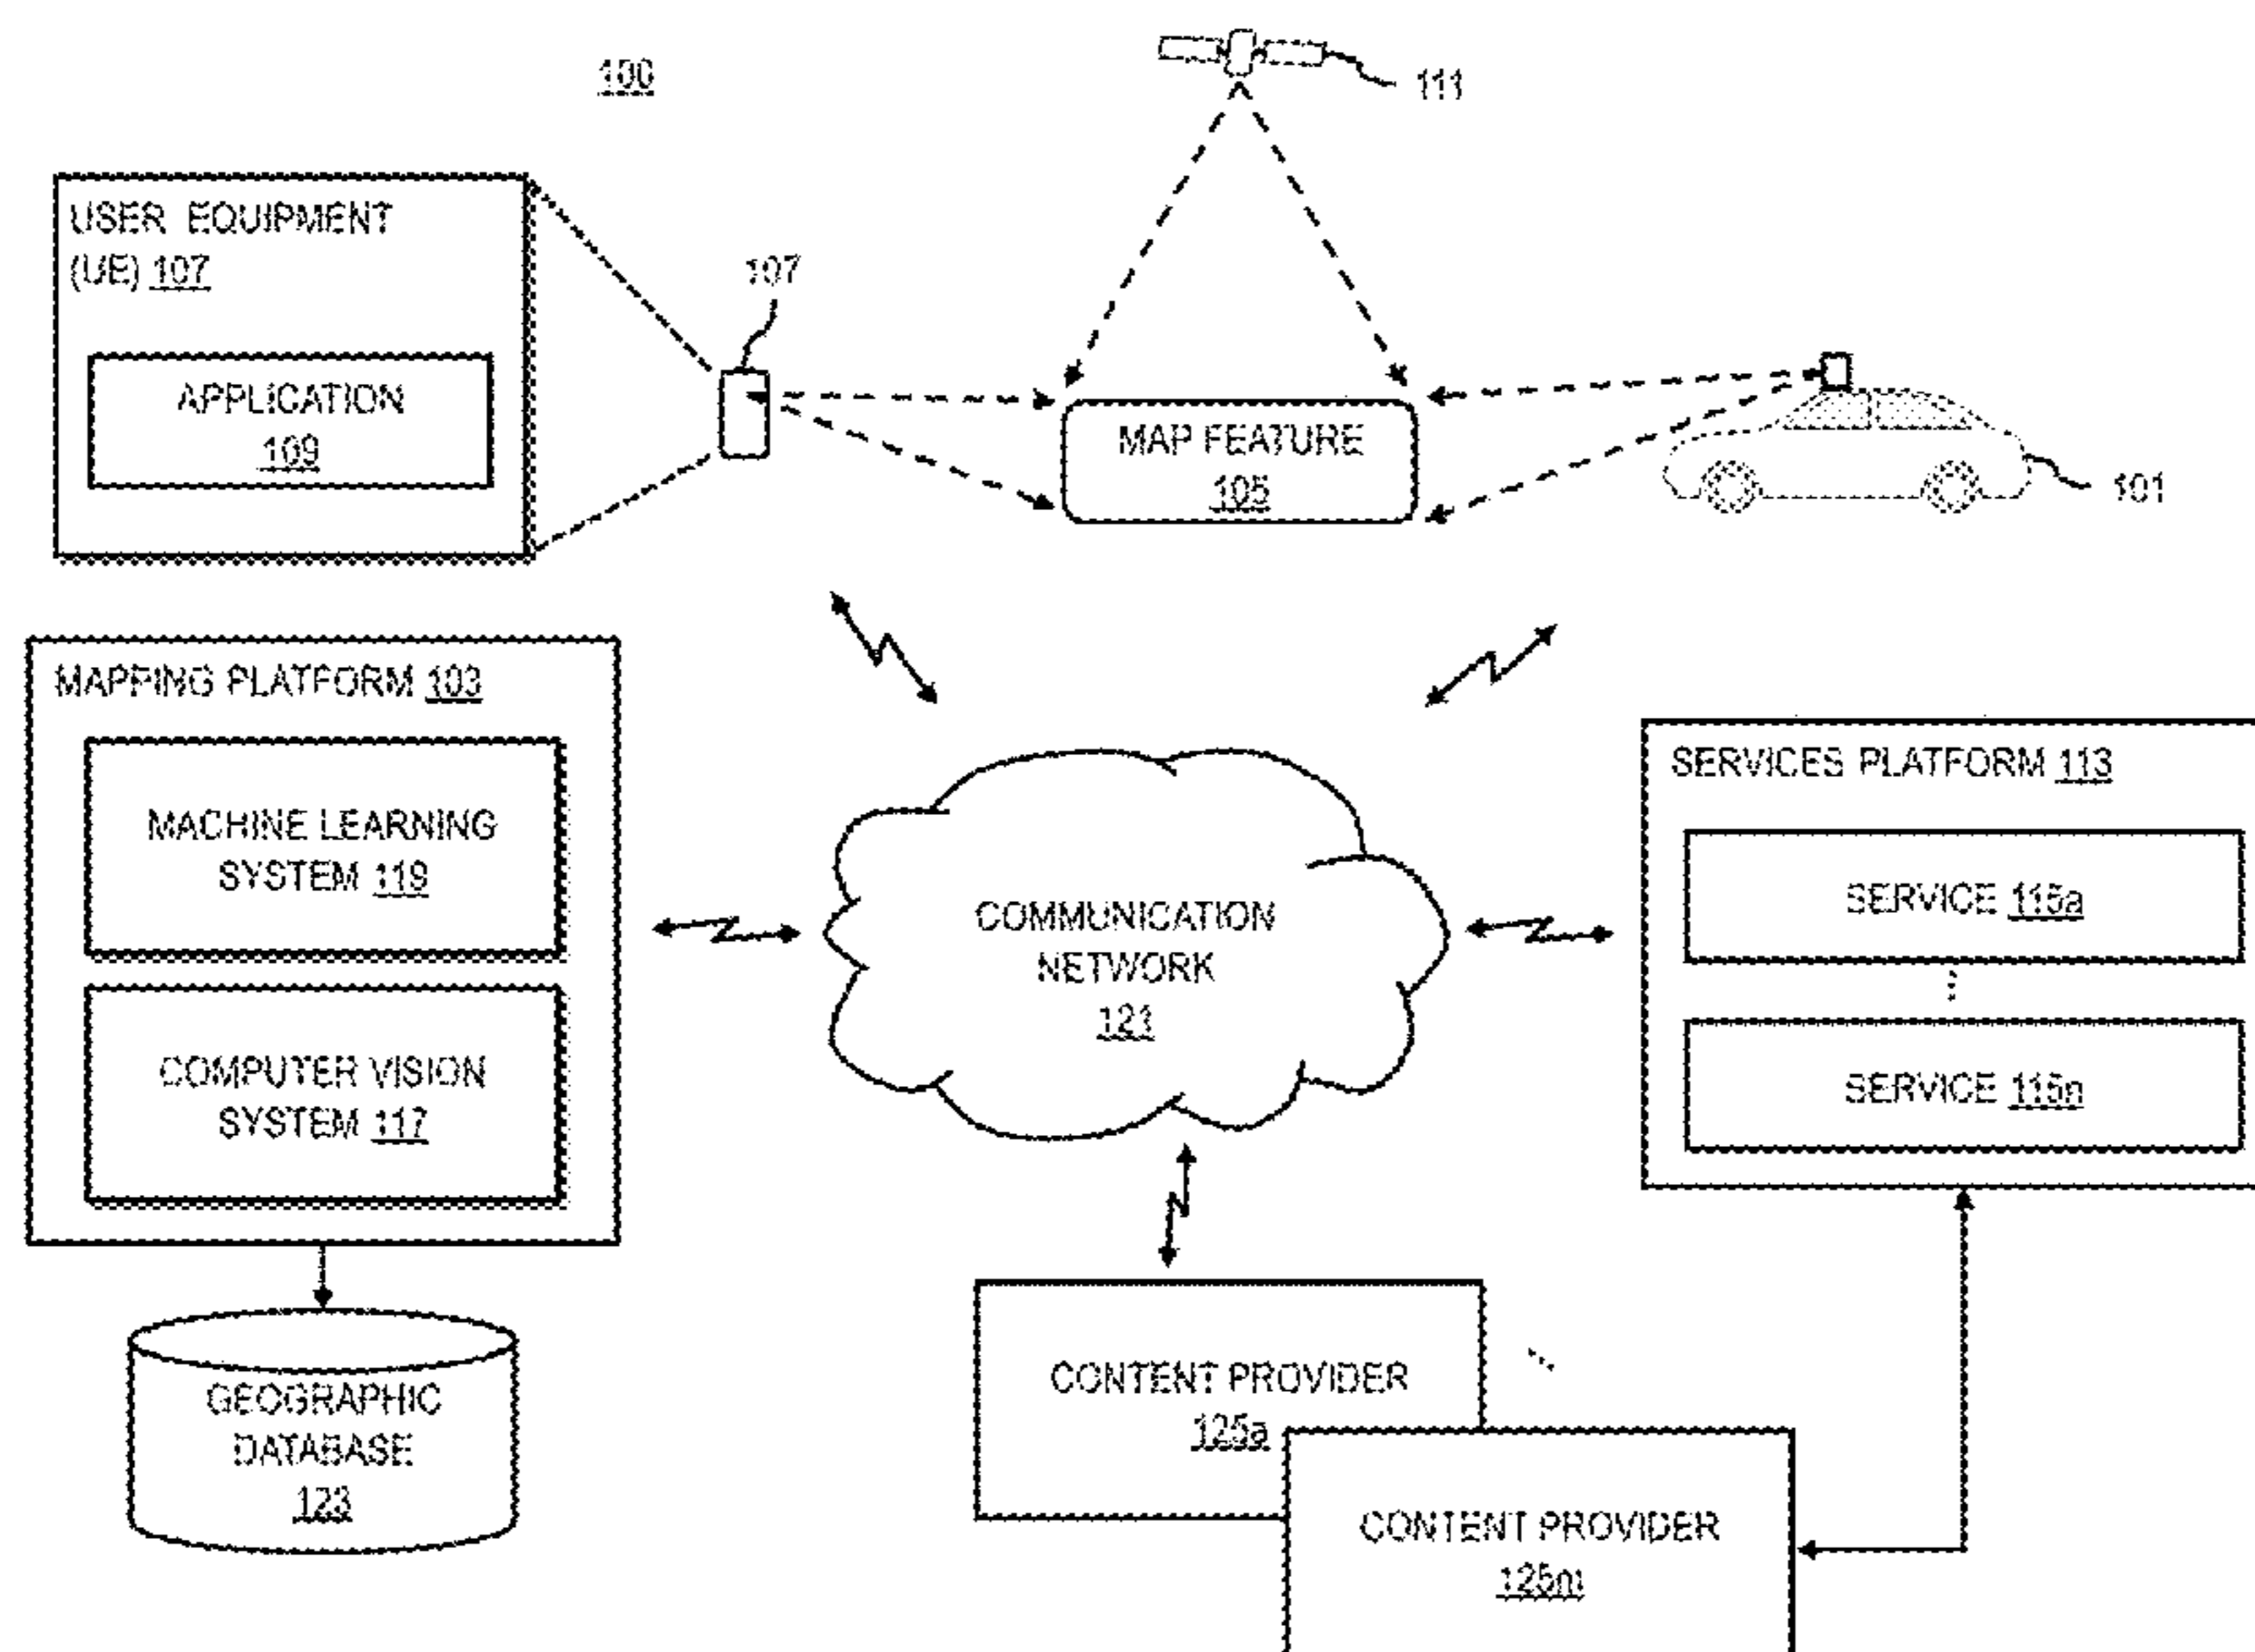 100
111
USER EQUIPMENT
(UE) 107
APPLICATION
109
107
MAP FEATURE
105
101
MAPPING PLATFORM 103
MACHINE LEARNING
SYSTEM 119
COMPUTER VISION
SYSTEM 117
COMMUNICATION
NETWORK
121
SERVICES PLATFORM 113
SERVICE 115a
SERVICE 115n
GEOGRAPHIC
DATABASE
123
CONTENT PROVIDER
125a
CONTENT PROVIDER
125m